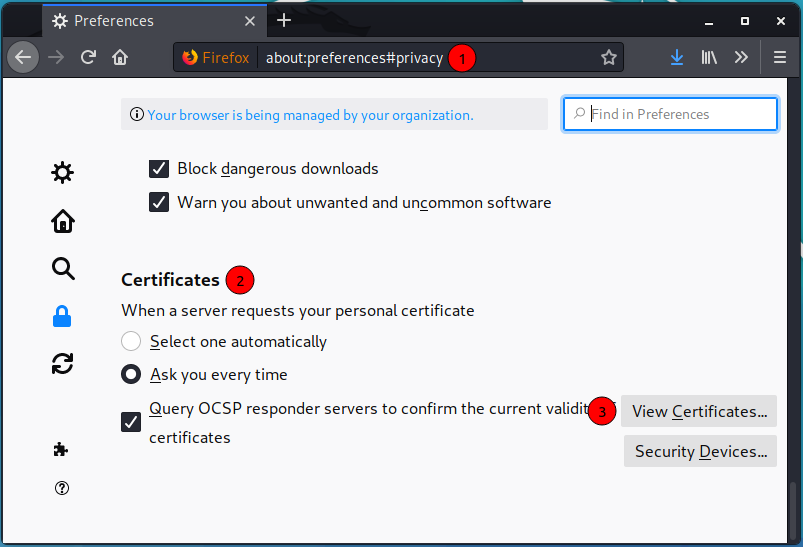 Preferences
Firefox about:preferences#privacy 1
Your browser is being managed by your organization.
Find in Preferences
Block dangerous downloads
Warn you about unwanted and uncommon software
Certificates 2
When a server requests your personal certificate
Select one automatically
Ask you every time
Query OCSP responder servers to confirm the current validit
certificates
3 View Certificates...
Security Devices...